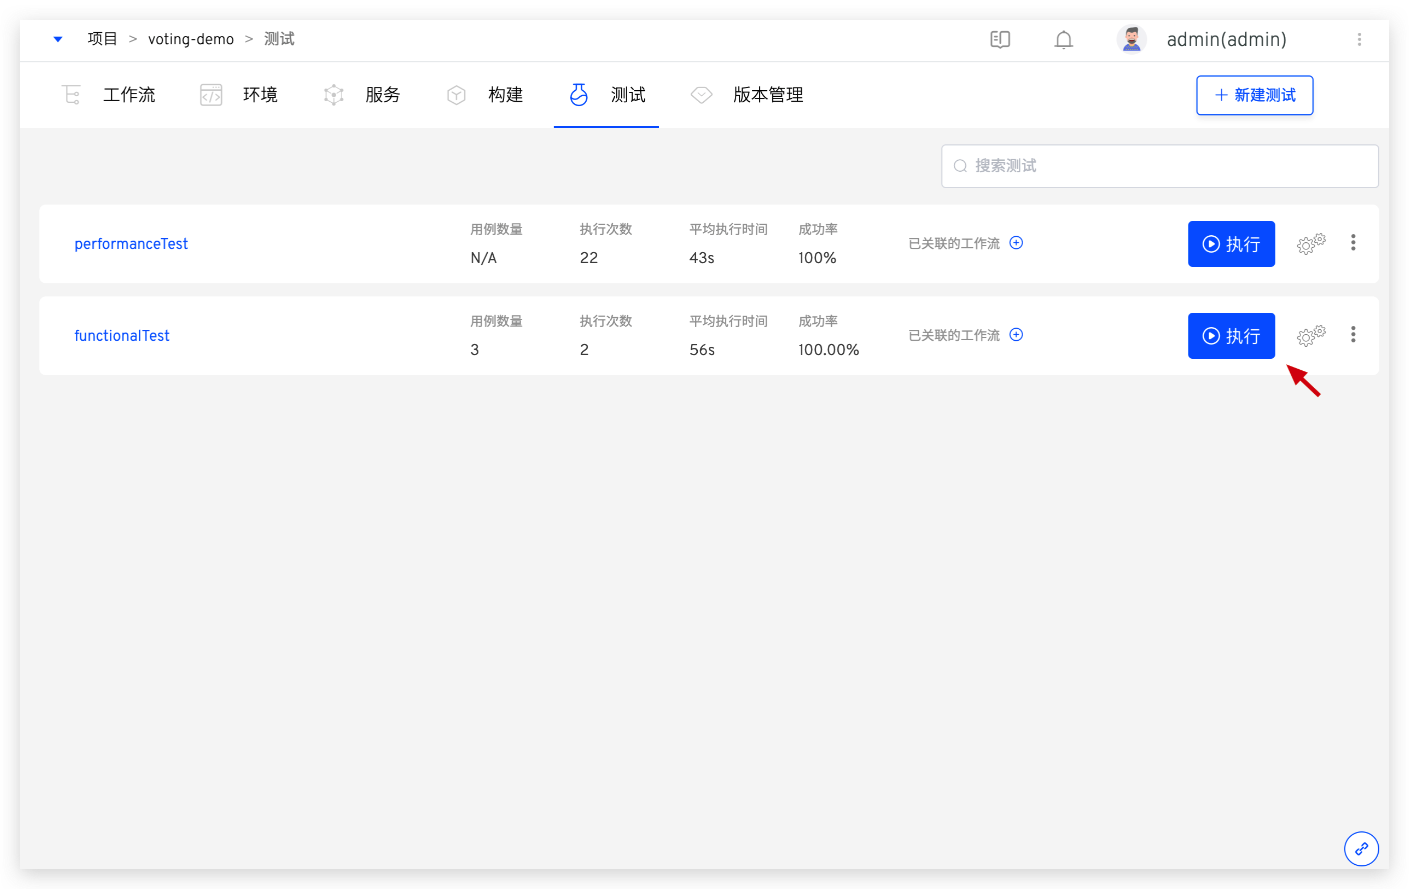 项目 > voting-demo > 测试
admin(admin)
工作流 环境 服务 构建 测试 版本管理
+ 新建测试
搜索测试
performanceTest
用例数量 执行次数 平均执行时间 成功率
N/A 22 43s 100%
已关联的工作流
执行
functionalTest
用例数量 执行次数 平均执行时间 成功率
3 2 56s 100.00%
已关联的工作流
执行